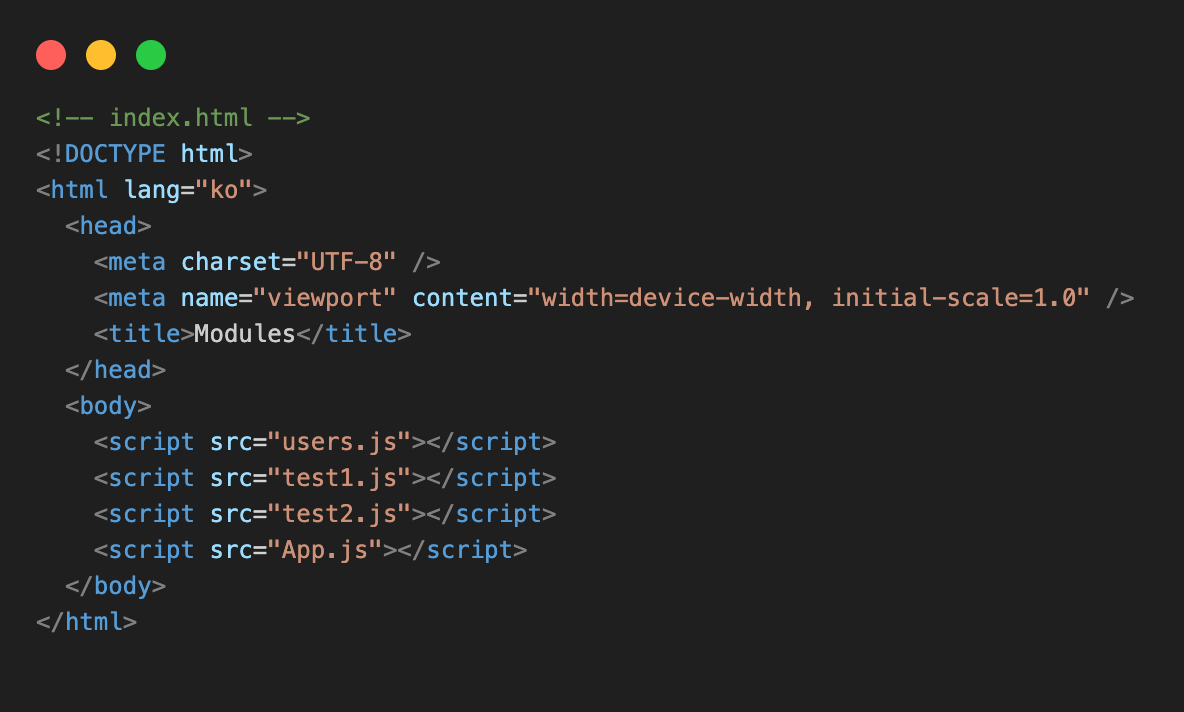 <!-- index.html -->
<!DOCTYPE html>
<html lang="ko">
  <head>
    <meta charset="UTF-8" />
    <meta name="viewport" content="width=device-width, initial-scale=1.0" />
    <title>Modules</title>
  </head>
  <body>
    <script src="users.js"></script>
    <script src="test1.js"></script>
    <script src="test2.js"></script>
    <script src="App.js"></script>
  </body>
</html>